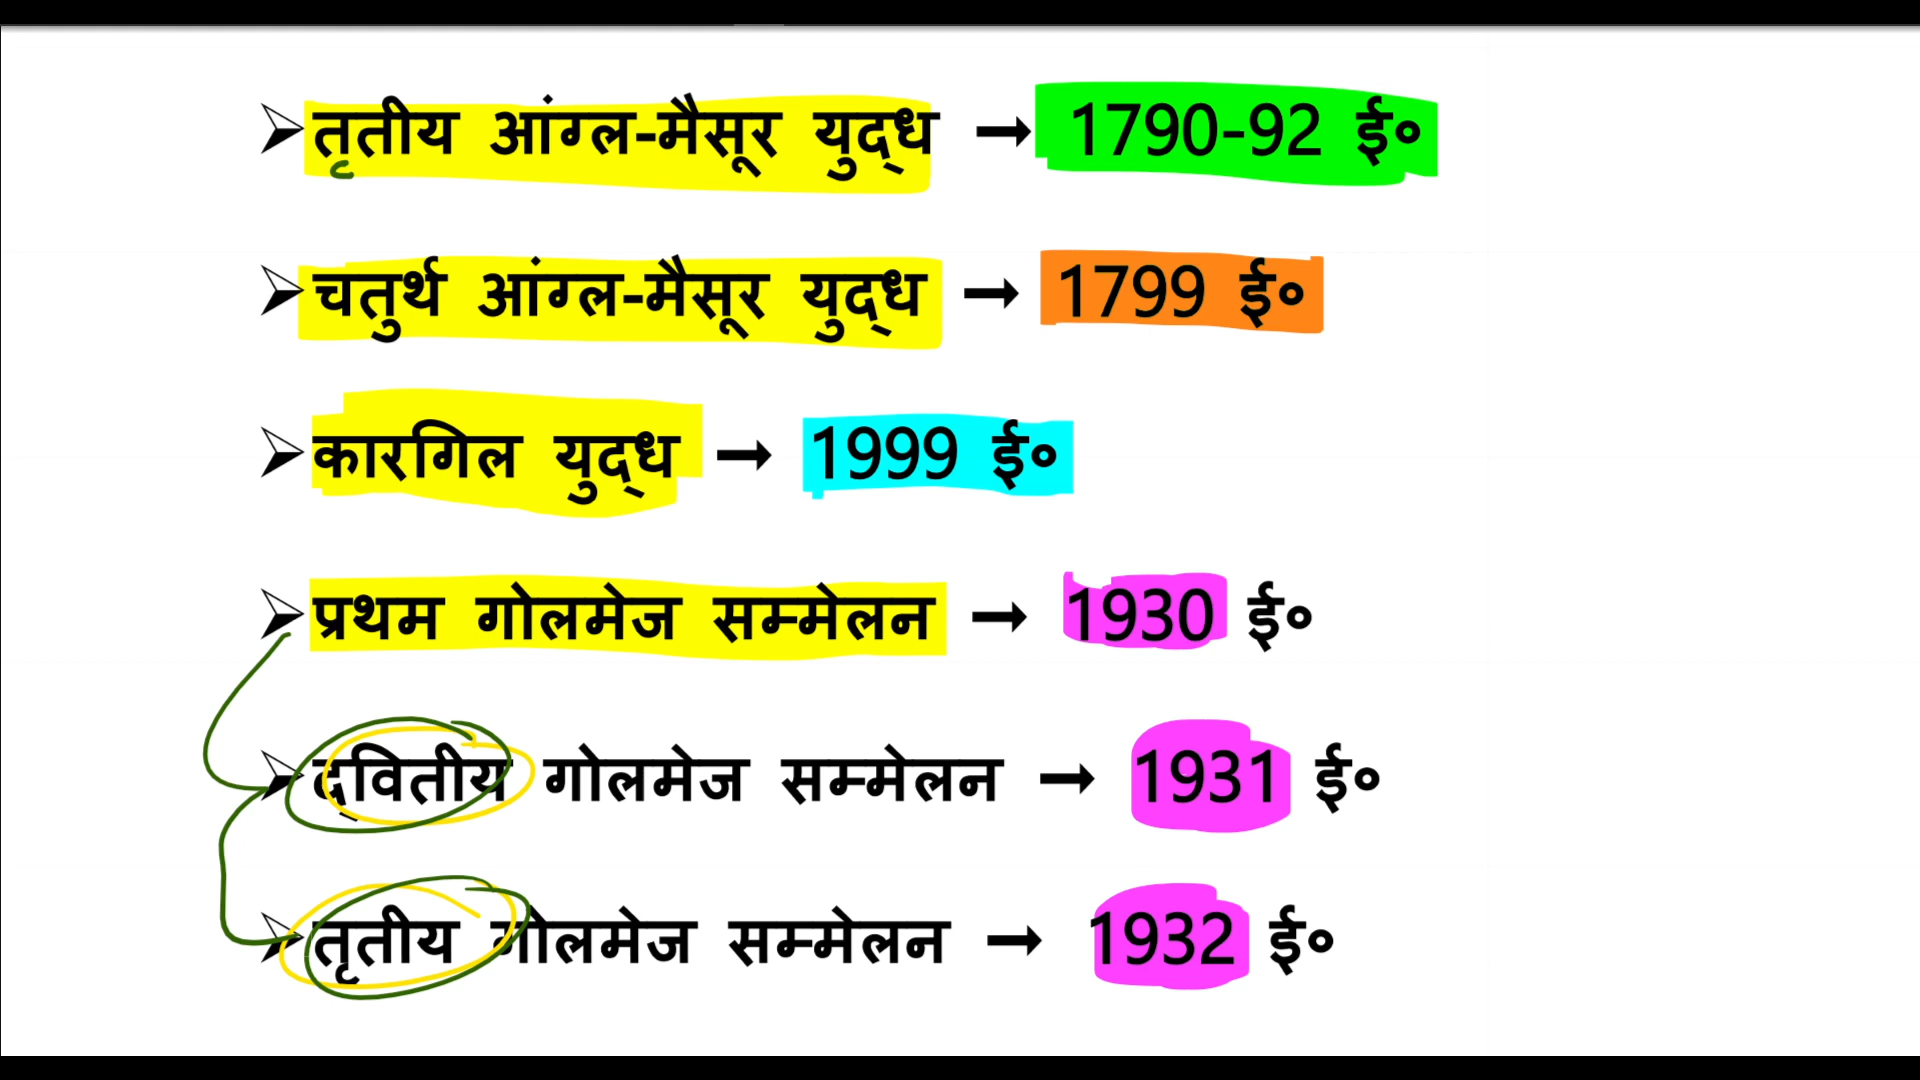 ➢तृतीय आंग्ल-मैसूर युद्ध → 1790-92 ई०
➢चतुर्थ आंग्ल-मैसूर युद्ध → 1799 ई०
➢कारगिल युद्ध → 1999 ई०
➢प्रथम गोलमेज सम्मेलन → 1930 ई०
➢द्वितीय गोलमेज सम्मेलन → 1931 ई०
➢तृतीय गोलमेज सम्मेलन → 1932 ई०